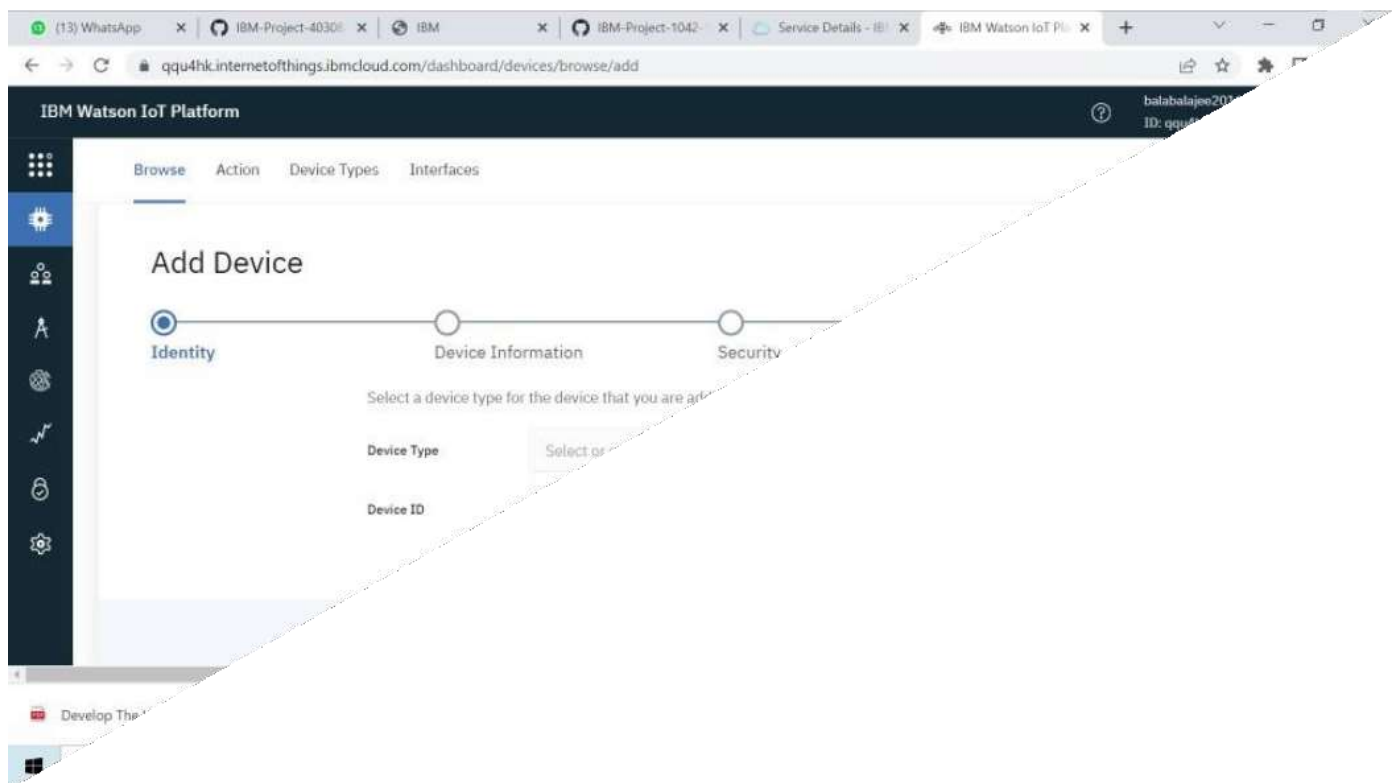 (13) WhatsApp IBM-Project-40308 IBM IBM-Project-1042- Service Details - IB IBM Watson IoT Pl
qqu4hk.internetofthings.ibmcloud.com/dashboard/devices/browse/add
IBM Watson IoT Platform
ID:
Browse Action Device Types Interfaces
Add Device
Identity Device Information Security
Select a device type for the device that you are
Device Type Select or
Device ID
Develop The